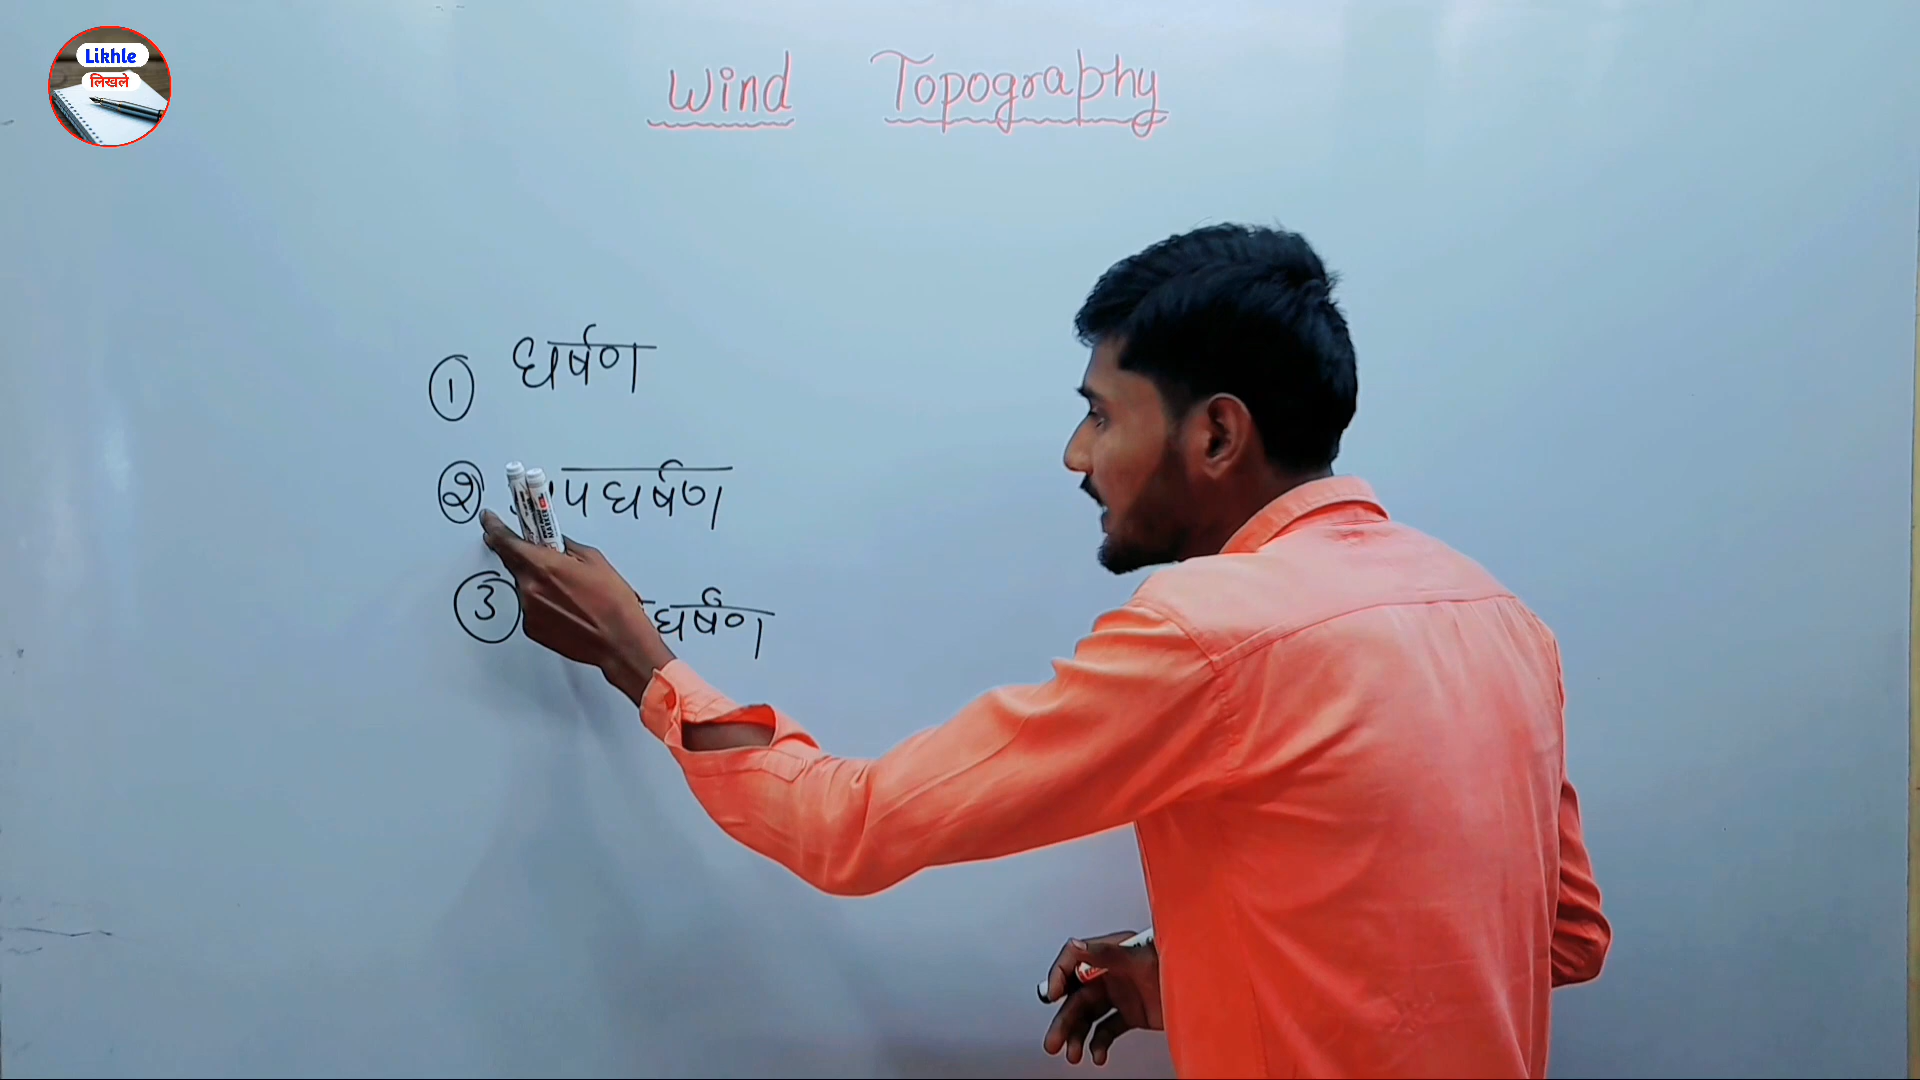 Likhle
लिखले
Wind Topography
① घर्षण
② पघर्षण
③ घर्षण